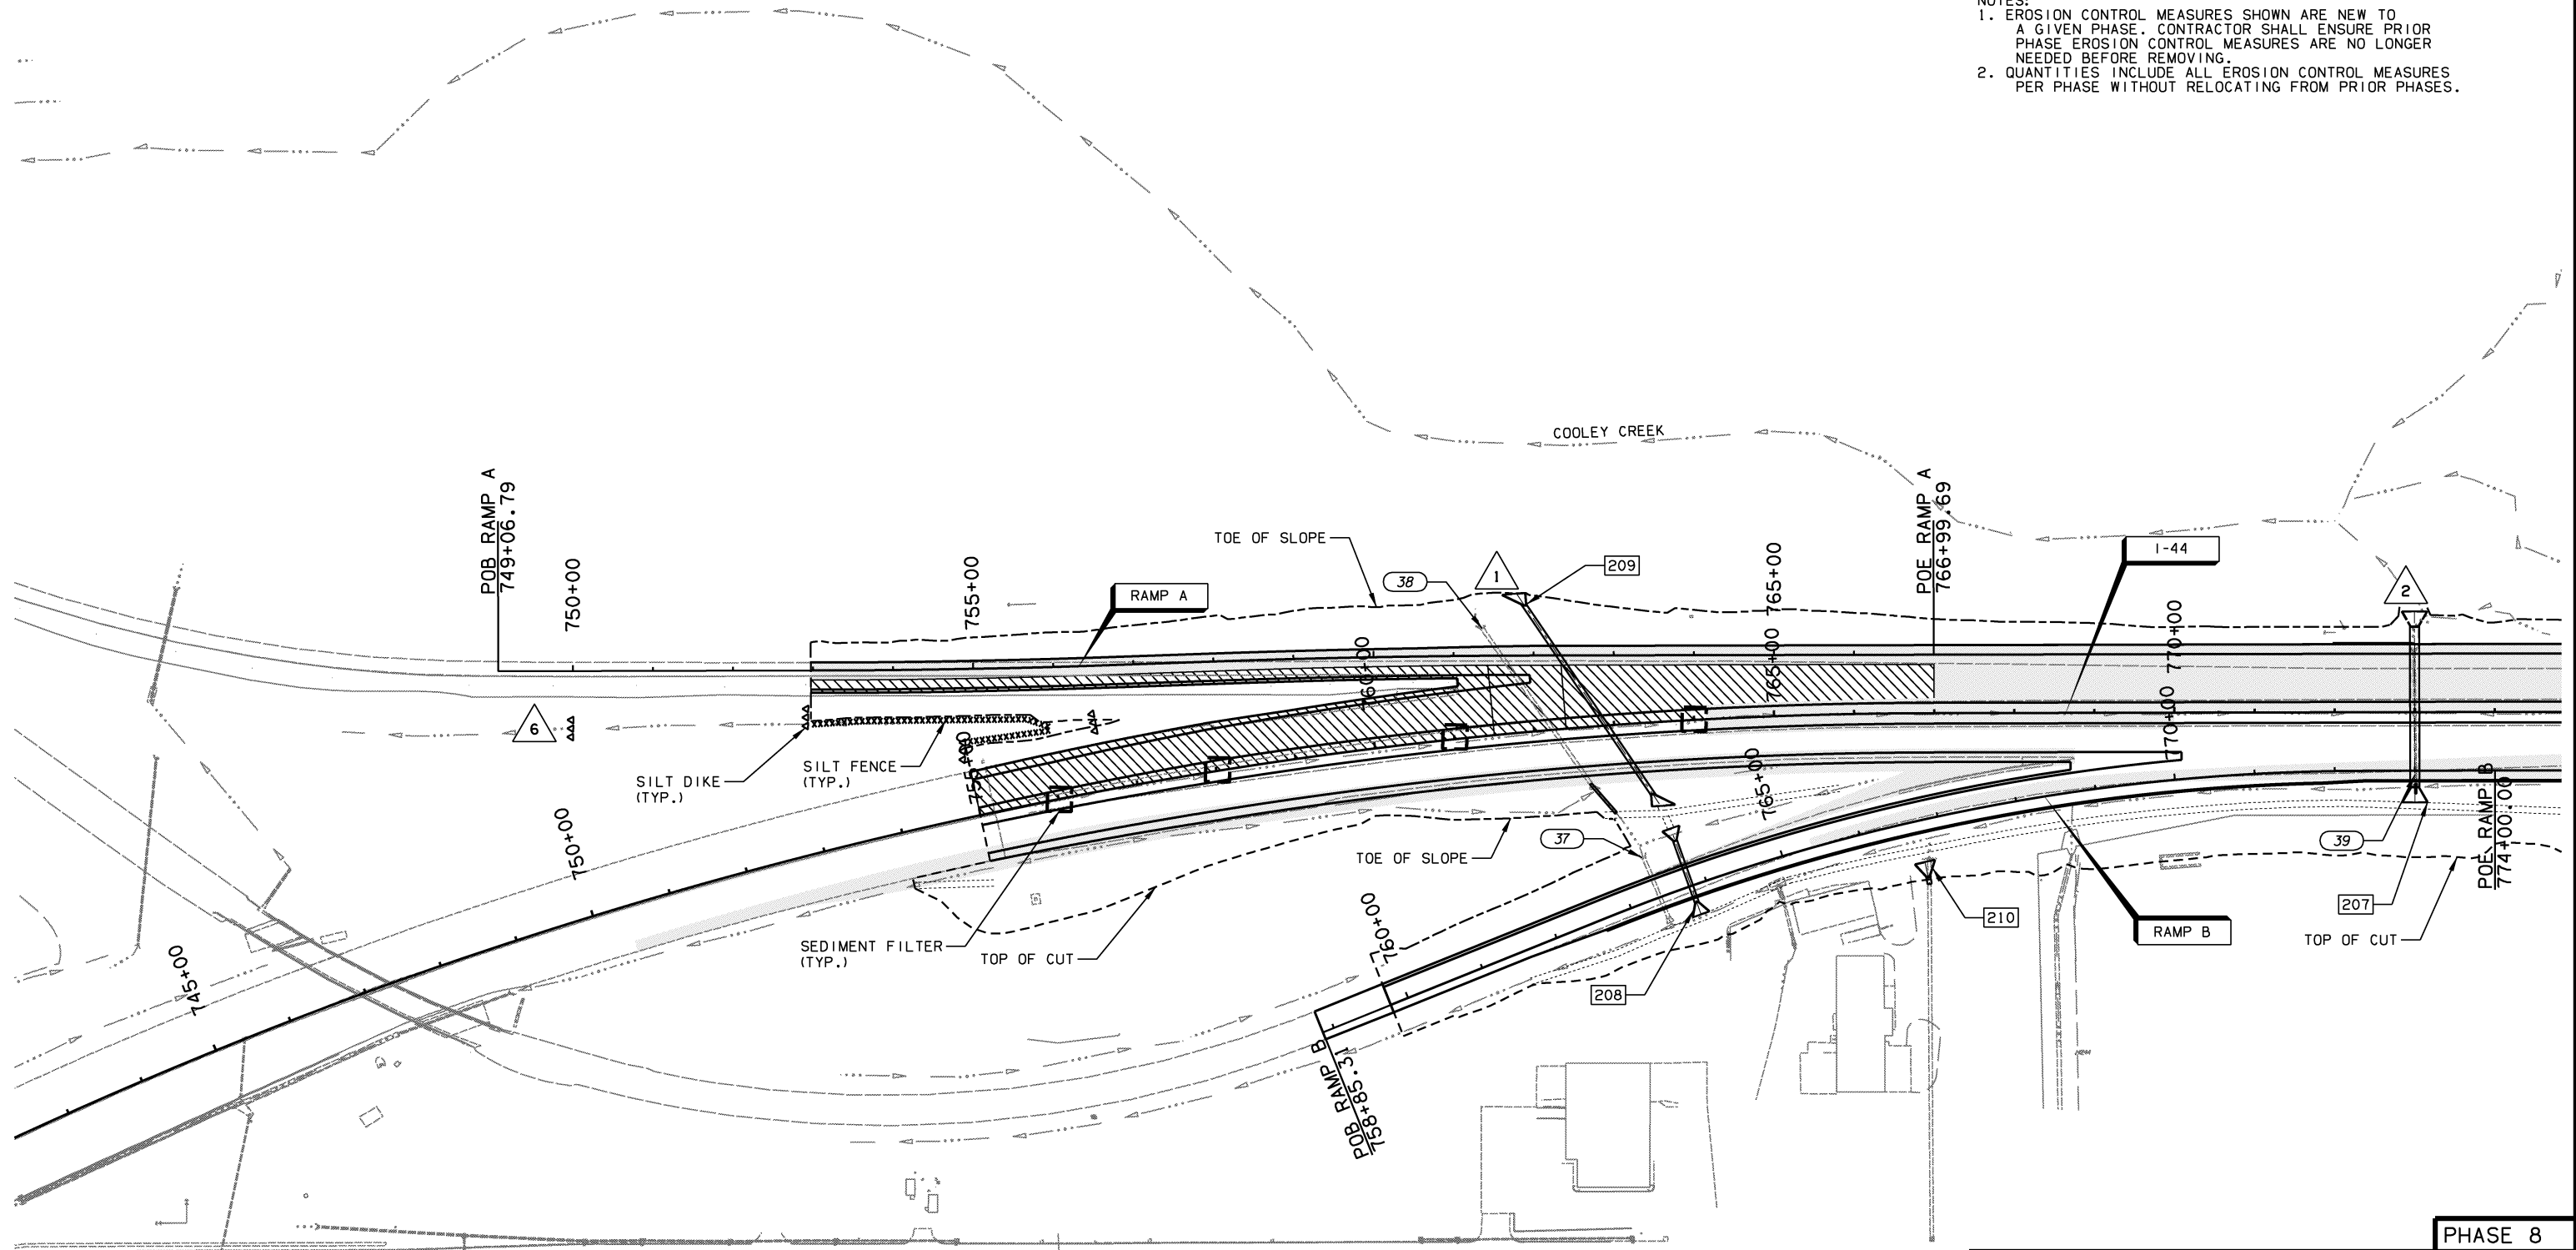 NOTES:
1. EROSION CONTROL MEASURES SHOWN ARE NEW TO
A GIVEN PHASE. CONTRACTOR SHALL ENSURE PRIOR
PHASE EROSION CONTROL MEASURES ARE NO LONGER
NEEDED BEFORE REMOVING.
2. QUANTITIES INCLUDE ALL EROSION CONTROL MEASURES
PER PHASE WITHOUT RELOCATING FROM PRIOR PHASES.
COOLEY CREEK
POB RAMP A
749+06.79
750+00
755+00
TOE OF SLOPE
38
1
209
765+00
POE RAMP A
766+99.69
I-44
2
RAMP A
760+00
765+00
770+00
770+00
6
SILT DIKE
(TYP.)
SILT FENCE
(TYP.)
755+00
750+00
745+00
SEDIMENT FILTER
(TYP.)
TOP OF CUT
TOE OF SLOPE
37
765+00
760+00
208
210
RAMP B
39
207
TOP OF CUT
POE RAMP B
774+00.00
POB RAMP B
758+85.31
PHASE 8